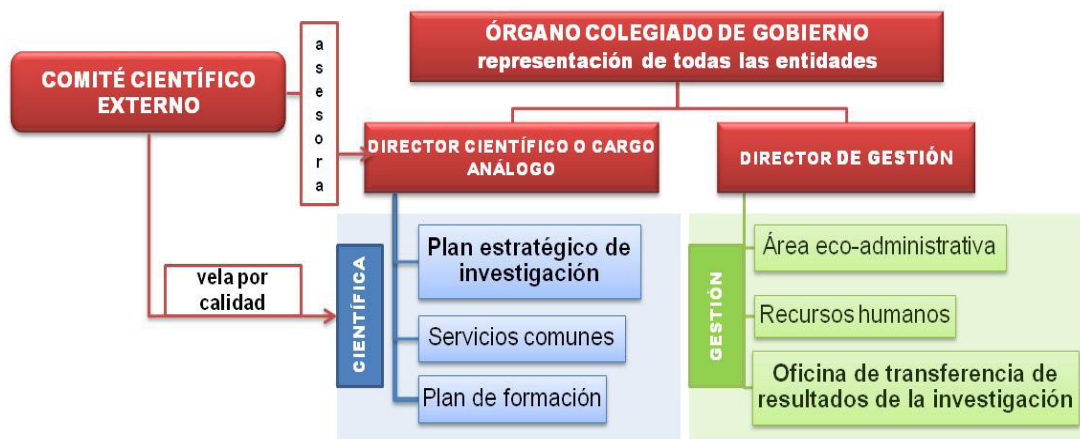 ÓRGANO COLEGIADO DE GOBIERNO
representación de todas las entidades
COMITÉ CIENTÍFICO
EXTERNO
asesora
DIRECTOR CIENTÍFICO O CARGO
ANÁLOGO
DIRECTOR DE GESTIÓN
vela por
calidad
CIENTÍFICA
Plan estratégico de
investigación
Servicios comunes
Plan de formación
GESTIÓN
Área eco-administrativa
Recursos humanos
Oficina de transferencia de
resultados de la investigación